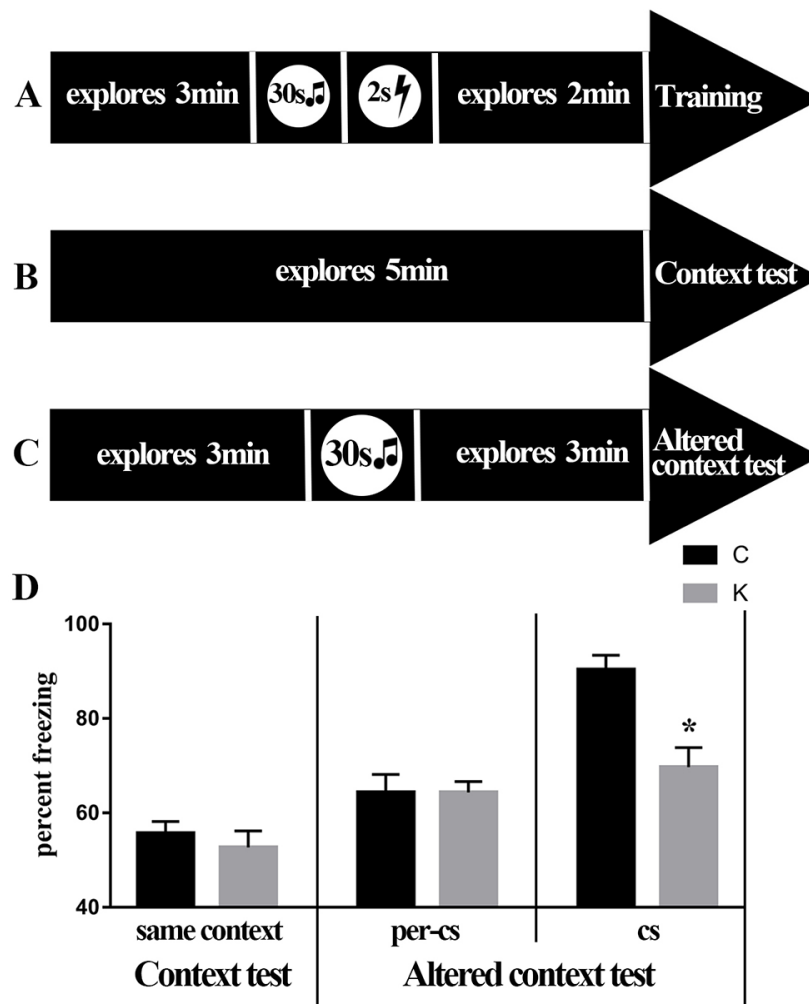 A
explores 3min
30s
2s
explores 2min
Training
B
explores 5min
Context test
C
explores 3min
30s
explores 3min
Altered
context test
D
C
K
percent freezing
100
80
60
40
*
same context
per-cs
cs
Context test
Altered context test